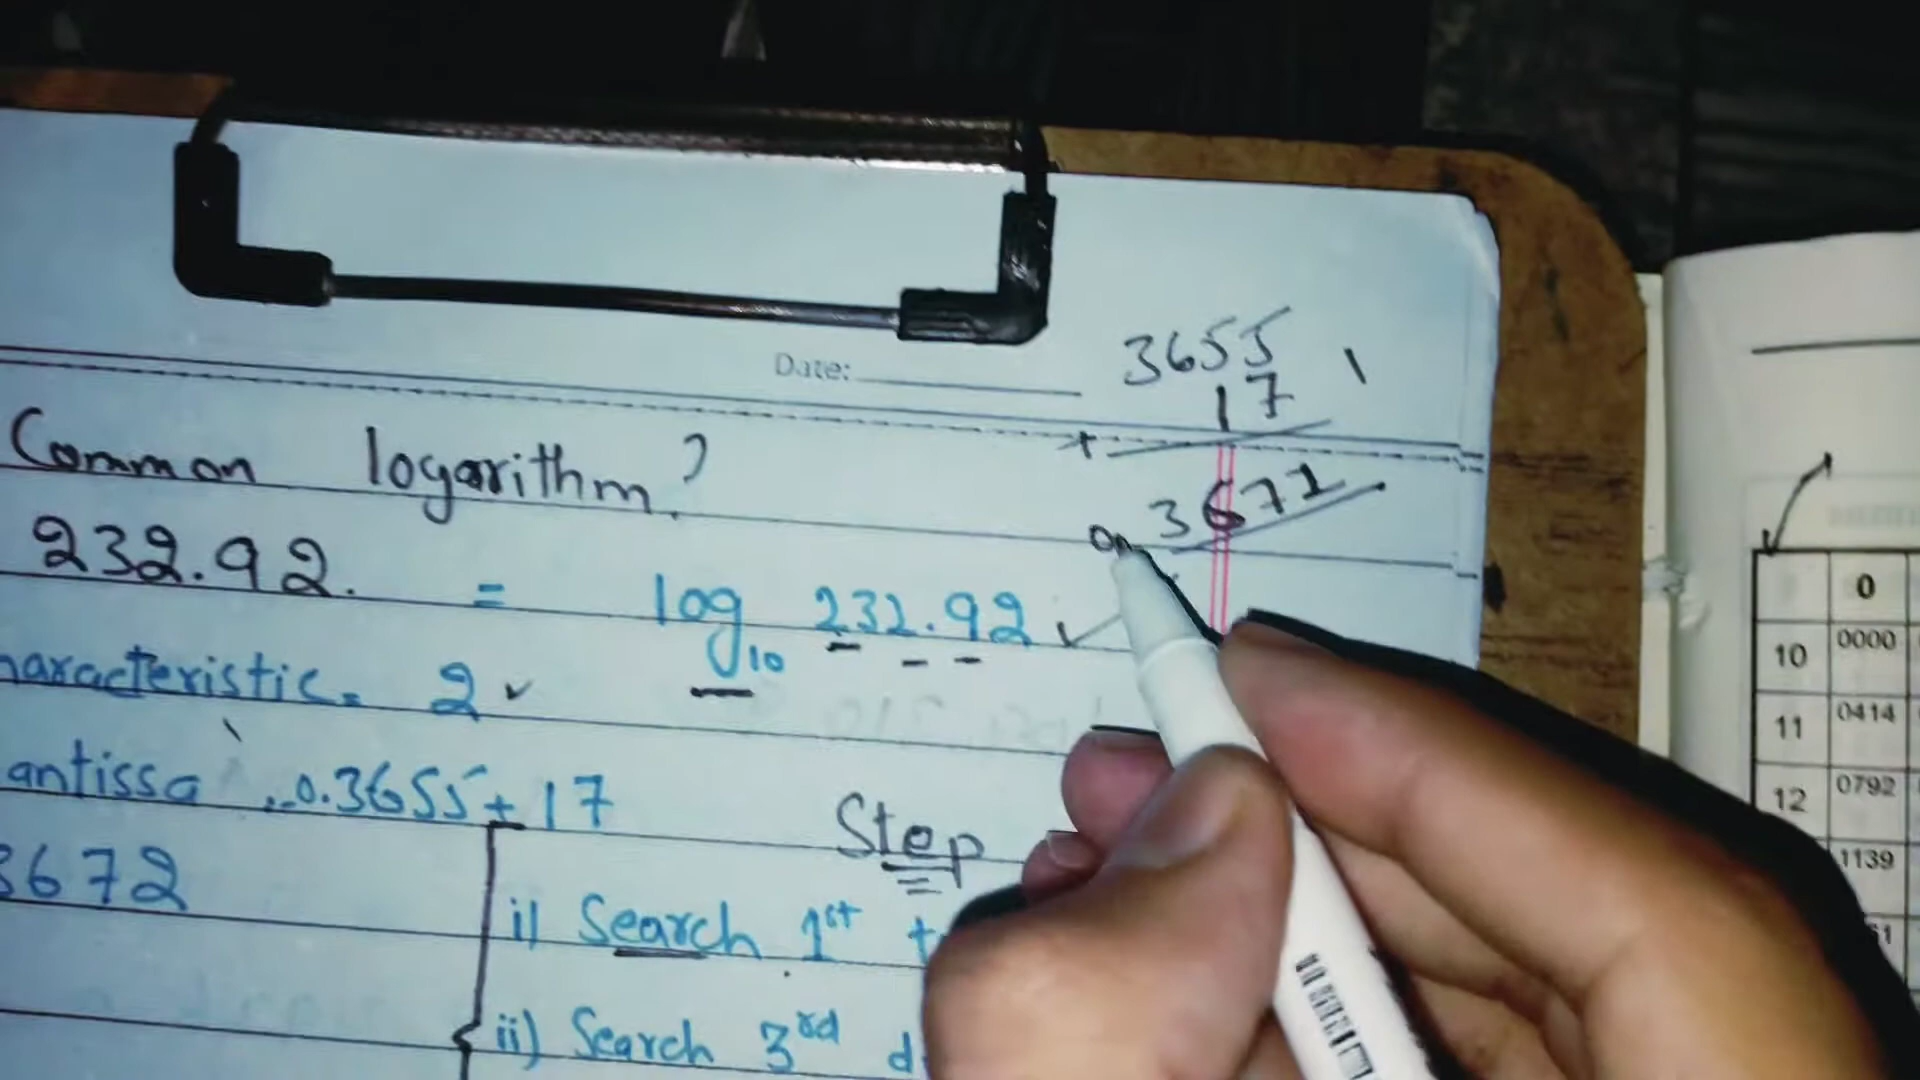 Date:
3655
17
+
3672
Common logarithm?
232.92. = log10 232.92 ✓
haracteristic = 2 ✓
antissa ..0.3655 + 17
3672
Step
i) Search 1st
ii) Search 3rd d
0
10 0000
11 0414
12 0792
1139